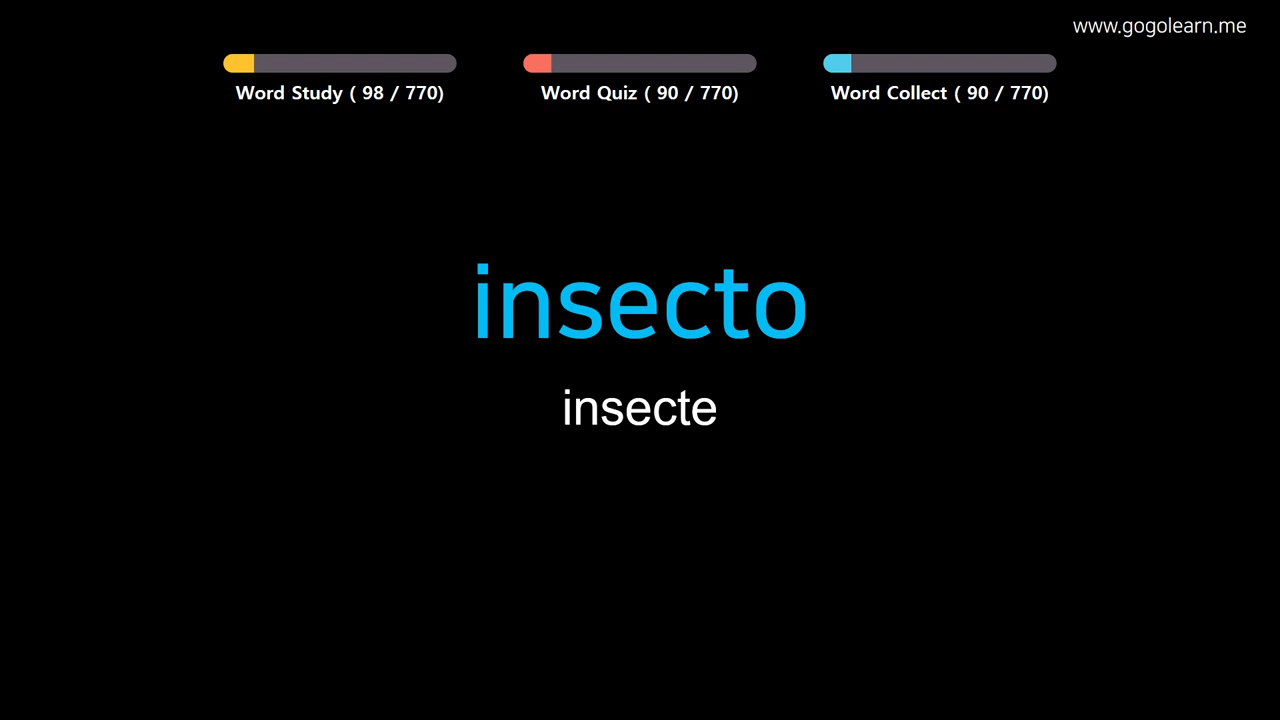 www.gogolearn.me
Word Study ( 98 / 770)
Word Quiz ( 90 / 770)
Word Collect ( 90 / 770)
insecto
insecte